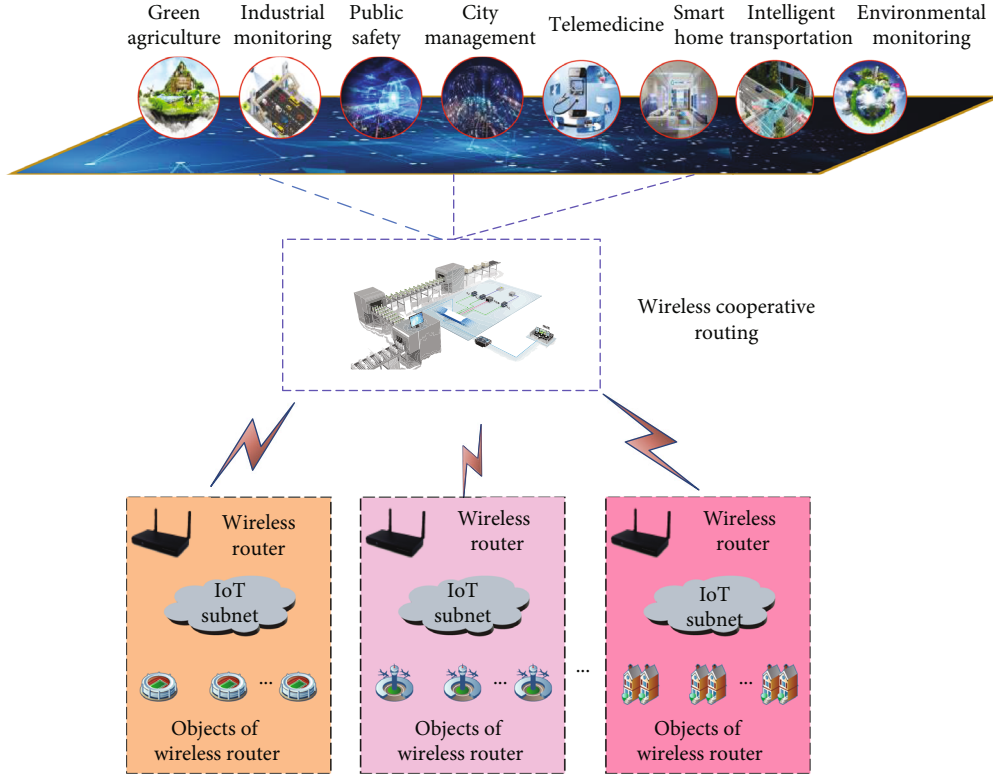 Green
agriculture
Industrial
monitoring
Public
safety
City
management
Telemedicine
Smart
home
Intelligent
transportation
Environmental
monitoring
Wireless cooperative
routing
Wireless
router
IoT
subnet
...
Objects of
wireless router
Wireless
router
IoT
subnet
...
Objects of
wireless router
...
Wireless
router
IoT
subnet
...
Objects of
wireless router